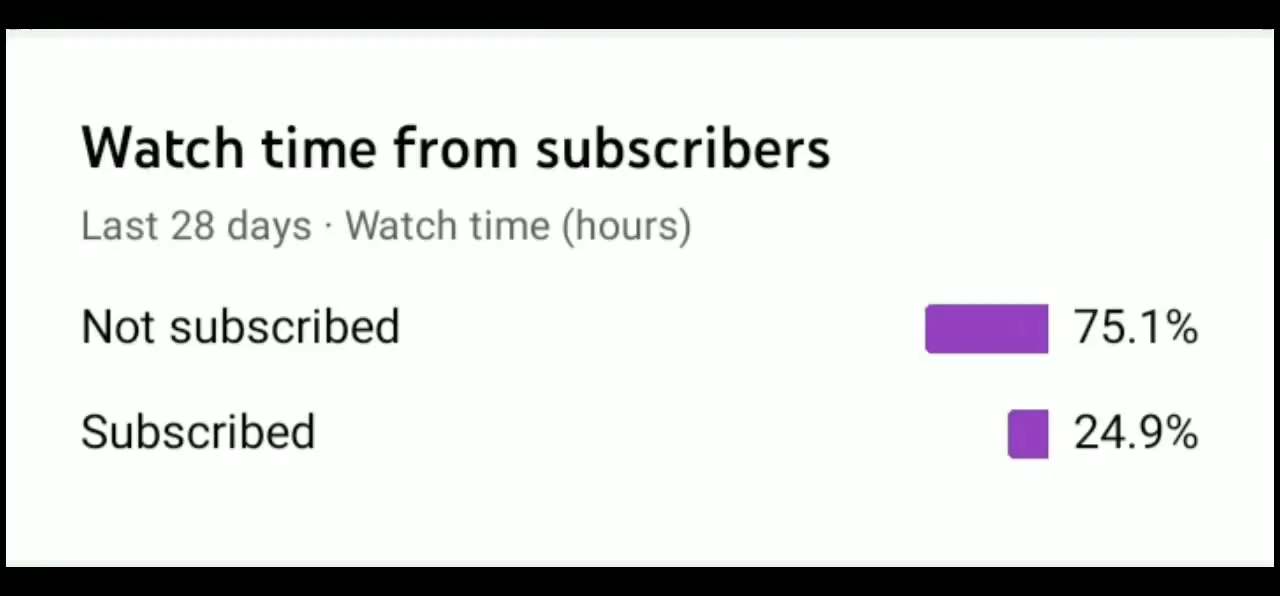 Watch time from subscribers
Last 28 days · Watch time (hours)
Not subscribed 75.1%
Subscribed 24.9%